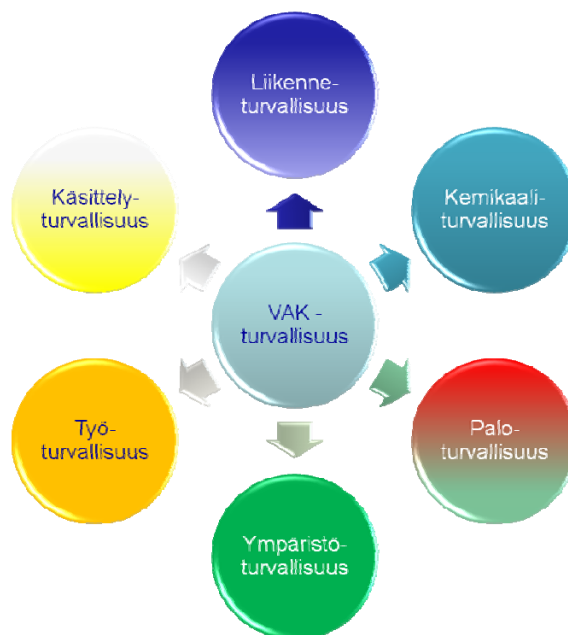 Liikenne-
turvallisuus
Käsittely-
turvallisuus
Kemikaali-
turvallisuus
VAK -
turvallisuus
Työ-
turvallisuus
Palo-
turvallisuus
Ympäristö-
turvallisuus